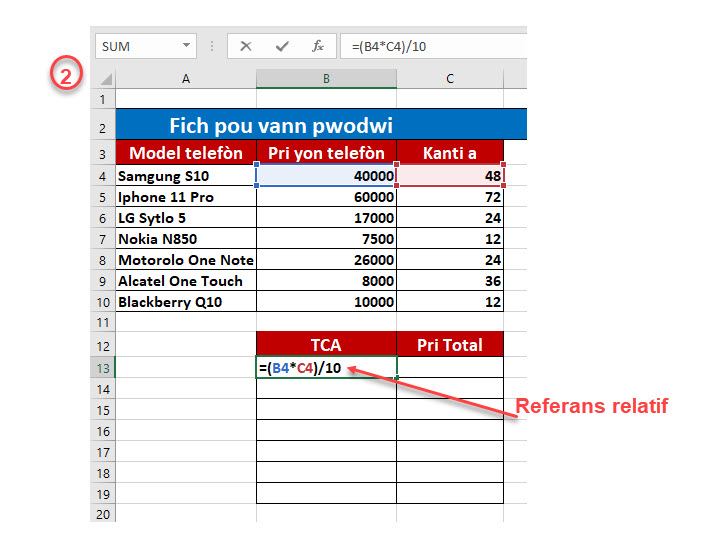 SUM =(B4*C4)/10
2
A B C
1
2 Fich pou vann pwodwi
3 Model telefòn Pri yon telefòn Kanti a
4 Samgung S10 40000 48
5 Iphone 11 Pro 60000 72
6 LG Sytlo 5 17000 24
7 Nokia N850 7500 12
8 Motorolo One Note 26000 24
9 Alcatel One Touch 8000 36
10 Blackberry Q10 10000 12
11
12 TCA Pri Total
13 =(B4*C4)/10
14
15
Referans relatif
16
17
18
19
20